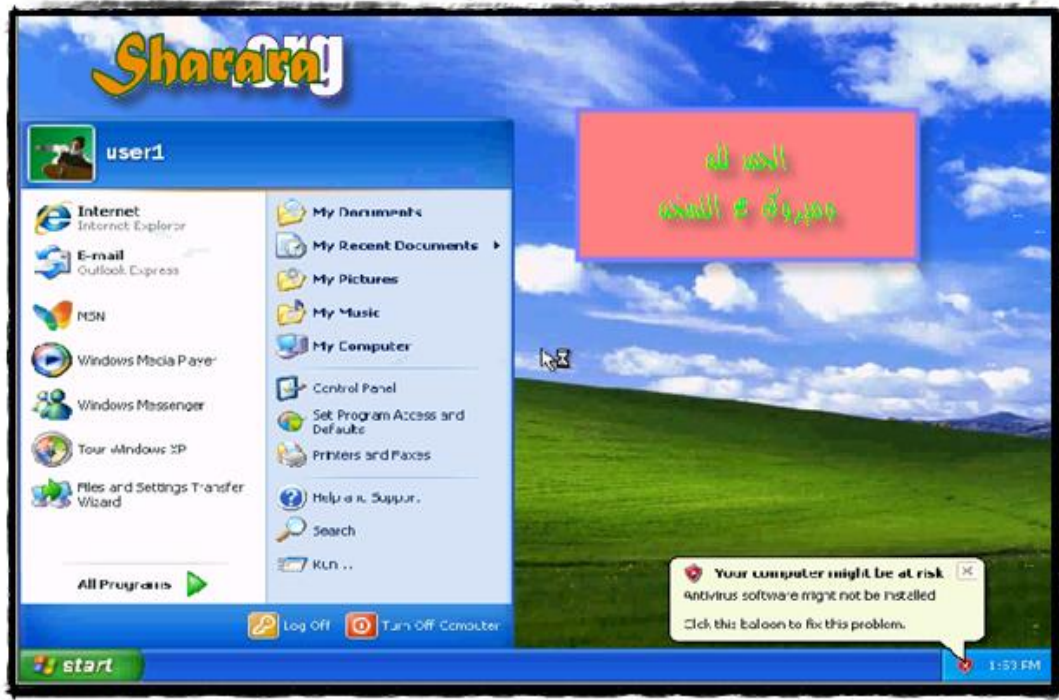 Sharara.org
user1
Internet
Internet Explorer
E-mail
Outlook Express
MSN
Windows Media Player
Windows Messenger
Tour Windows XP
Files and Settings Transfer
Wizard
All Programs
My Documents
My Recent Documents
My Pictures
My Music
My Computer
Control Panel
Set Program Access and
Defaults
Printers and Faxes
Help and Support
Search
Run...
Log Off
Turn Off Computer
الحمد لله
ومبروك # النسخه
Your computer might be at risk
Antivirus software might not be installed
Click this balloon to fix this problem.
start
1:53 PM